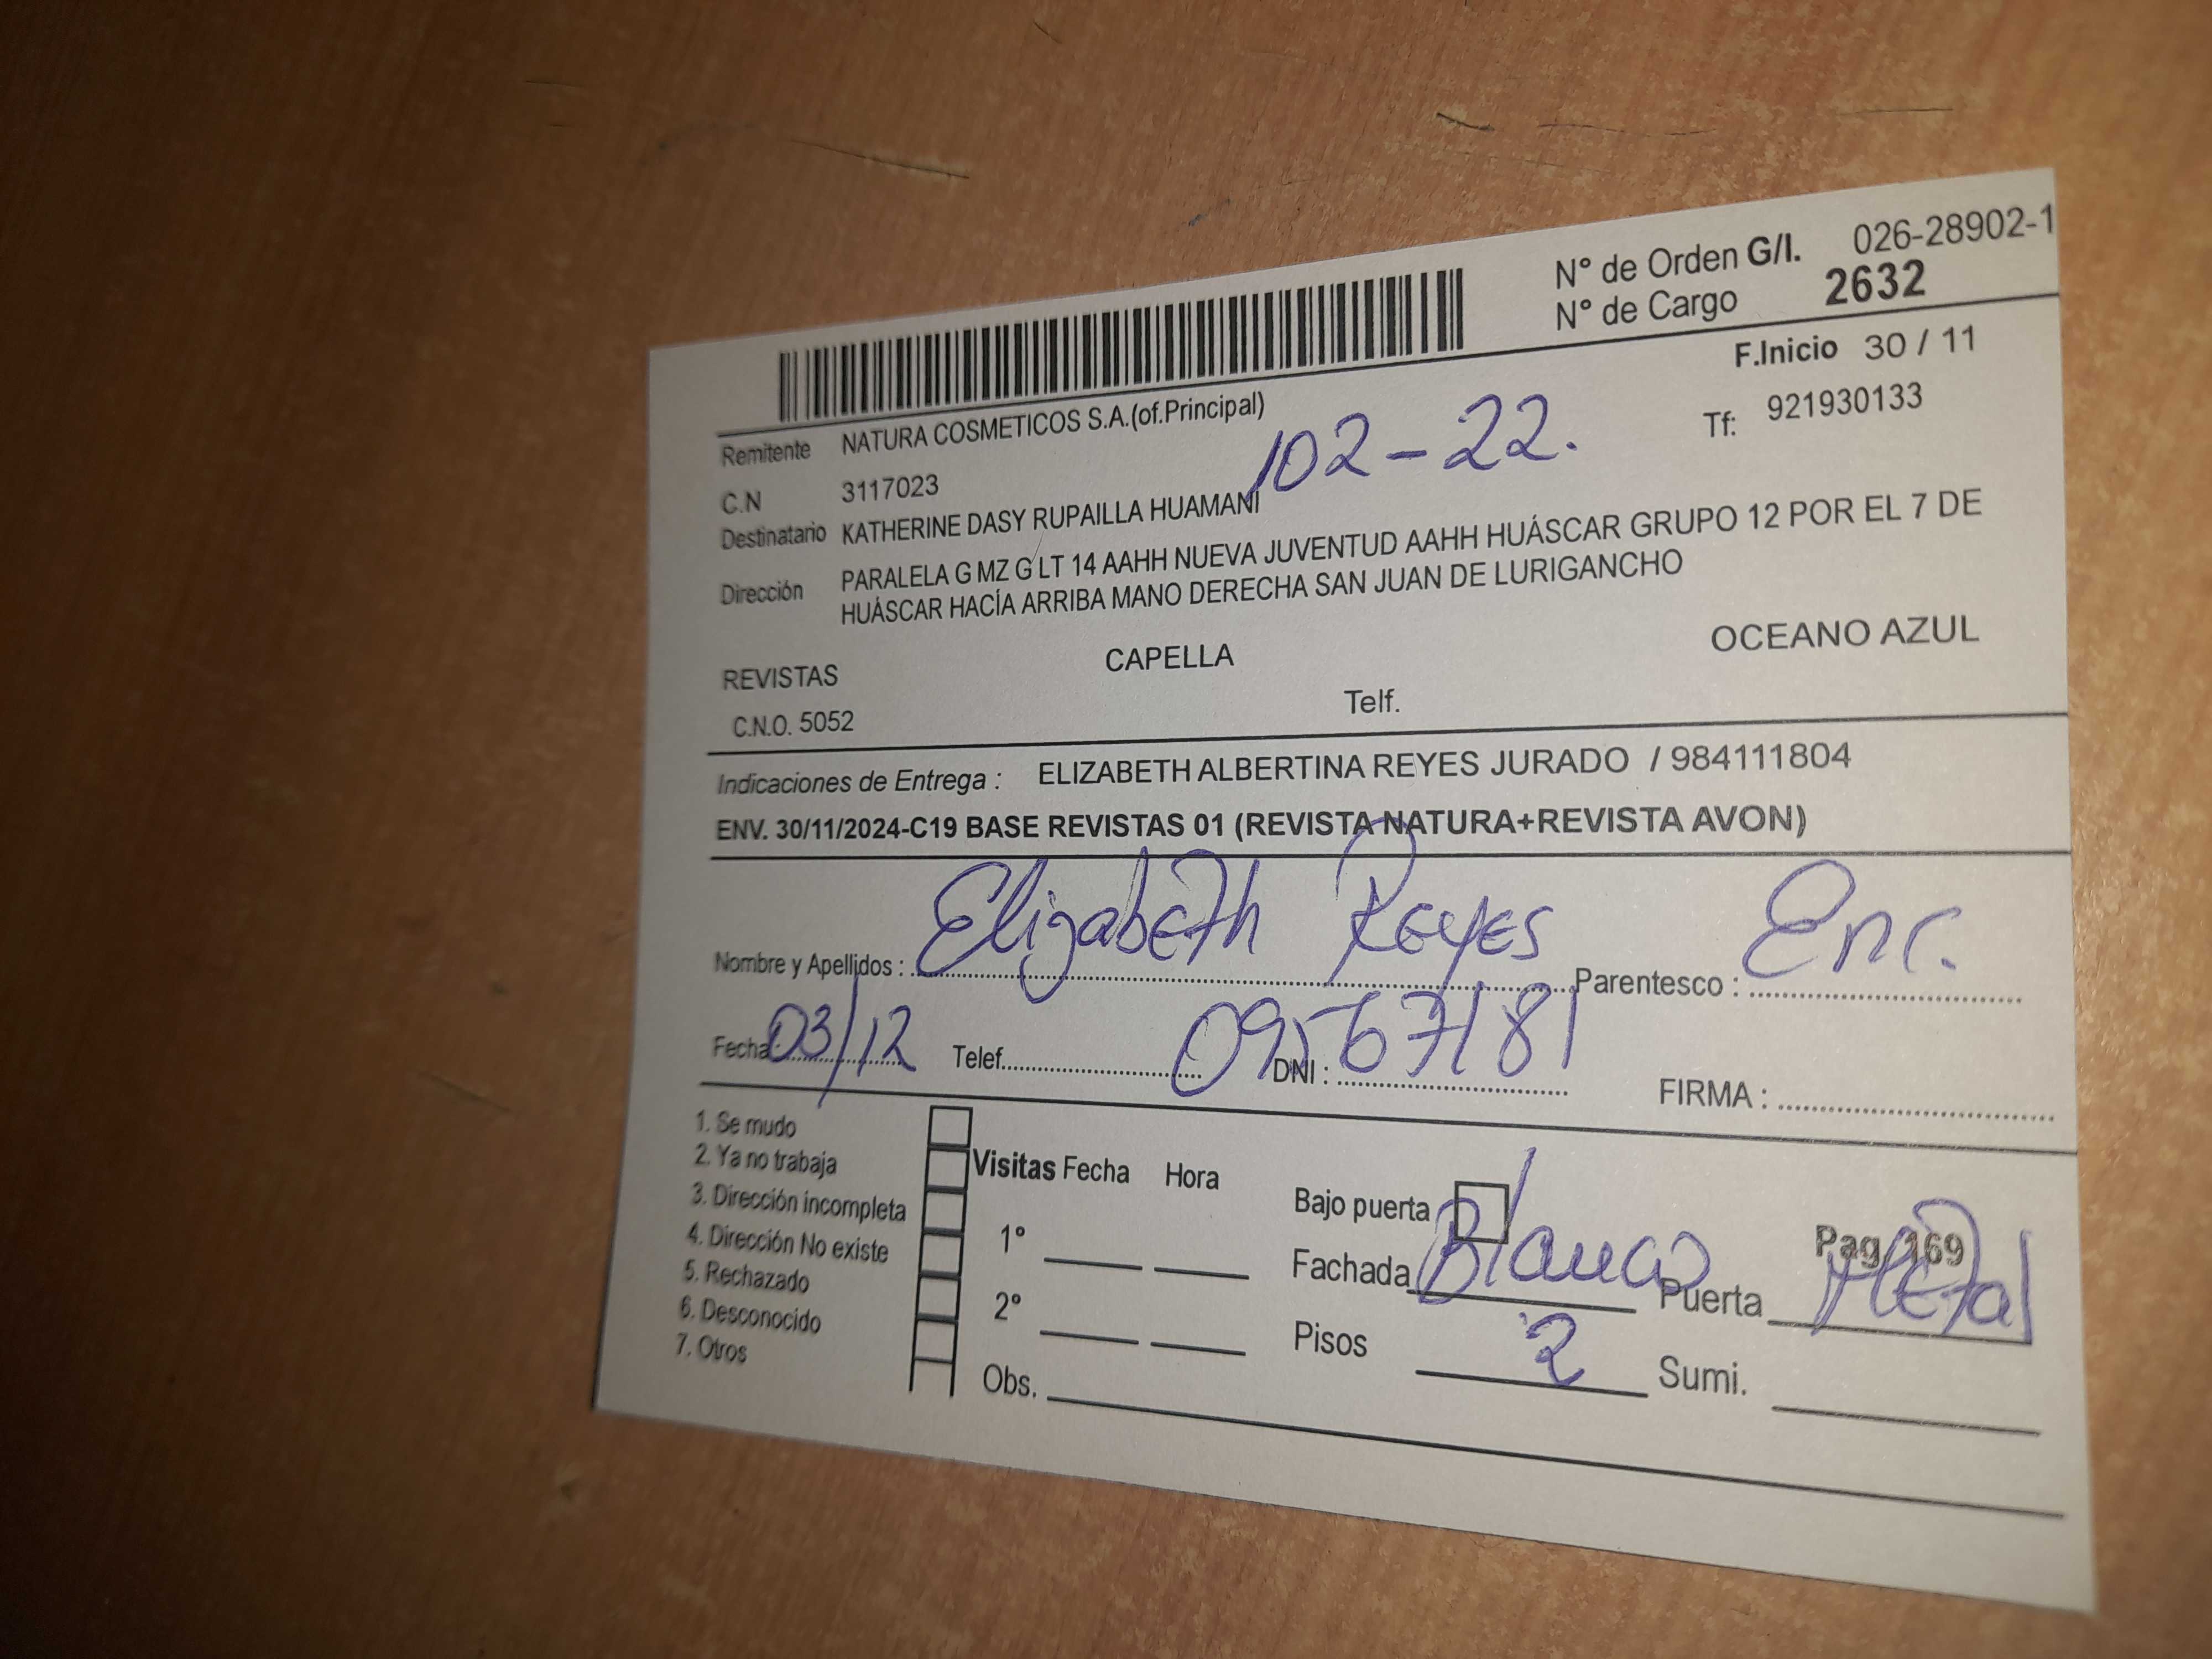 N° de Orden G/I. 026-28902-1
N° de Cargo 2632
F.Inicio 30 / 11
Remitente NATURA COSMETICOS S.A.(of.Principal)
Tf: 921930133
102-22.
C.N 3117023
Destinatario KATHERINE DASY RUPAILLA HUAMANÍ
Dirección PARALELA G MZ G LT 14 AAHH NUEVA JUVENTUD AAHH HUÁSCAR GRUPO 12 POR EL 7 DE
HUÁSCAR HACÍA ARRIBA MANO DERECHA SAN JUAN DE LURIGANCHO
REVISTAS CAPELLA OCEANO AZUL
C.N.O. 5052 Telf.
Indicaciones de Entrega : ELIZABETH ALBERTINA REYES JURADO / 984111804
ENV. 30/11/2024-C19 BASE REVISTAS 01 (REVISTA NATURA+REVISTA AVON)
Nombre y Apellidos : Elizabeth Reyes Parentesco : Enc.
Fecha: 03/12 Telef. DNI : 09567181 FIRMA :
1. Se mudo
2. Ya no trabaja
3. Dirección incompleta
4. Dirección No existe
5. Rechazado
6. Desconocido
7. Otros
Visitas Fecha Hora
1°
2°
Obs.
Bajo puerta
Pag. 169
Fachada Blanco Puerta Metal
Pisos 2 Sumi.